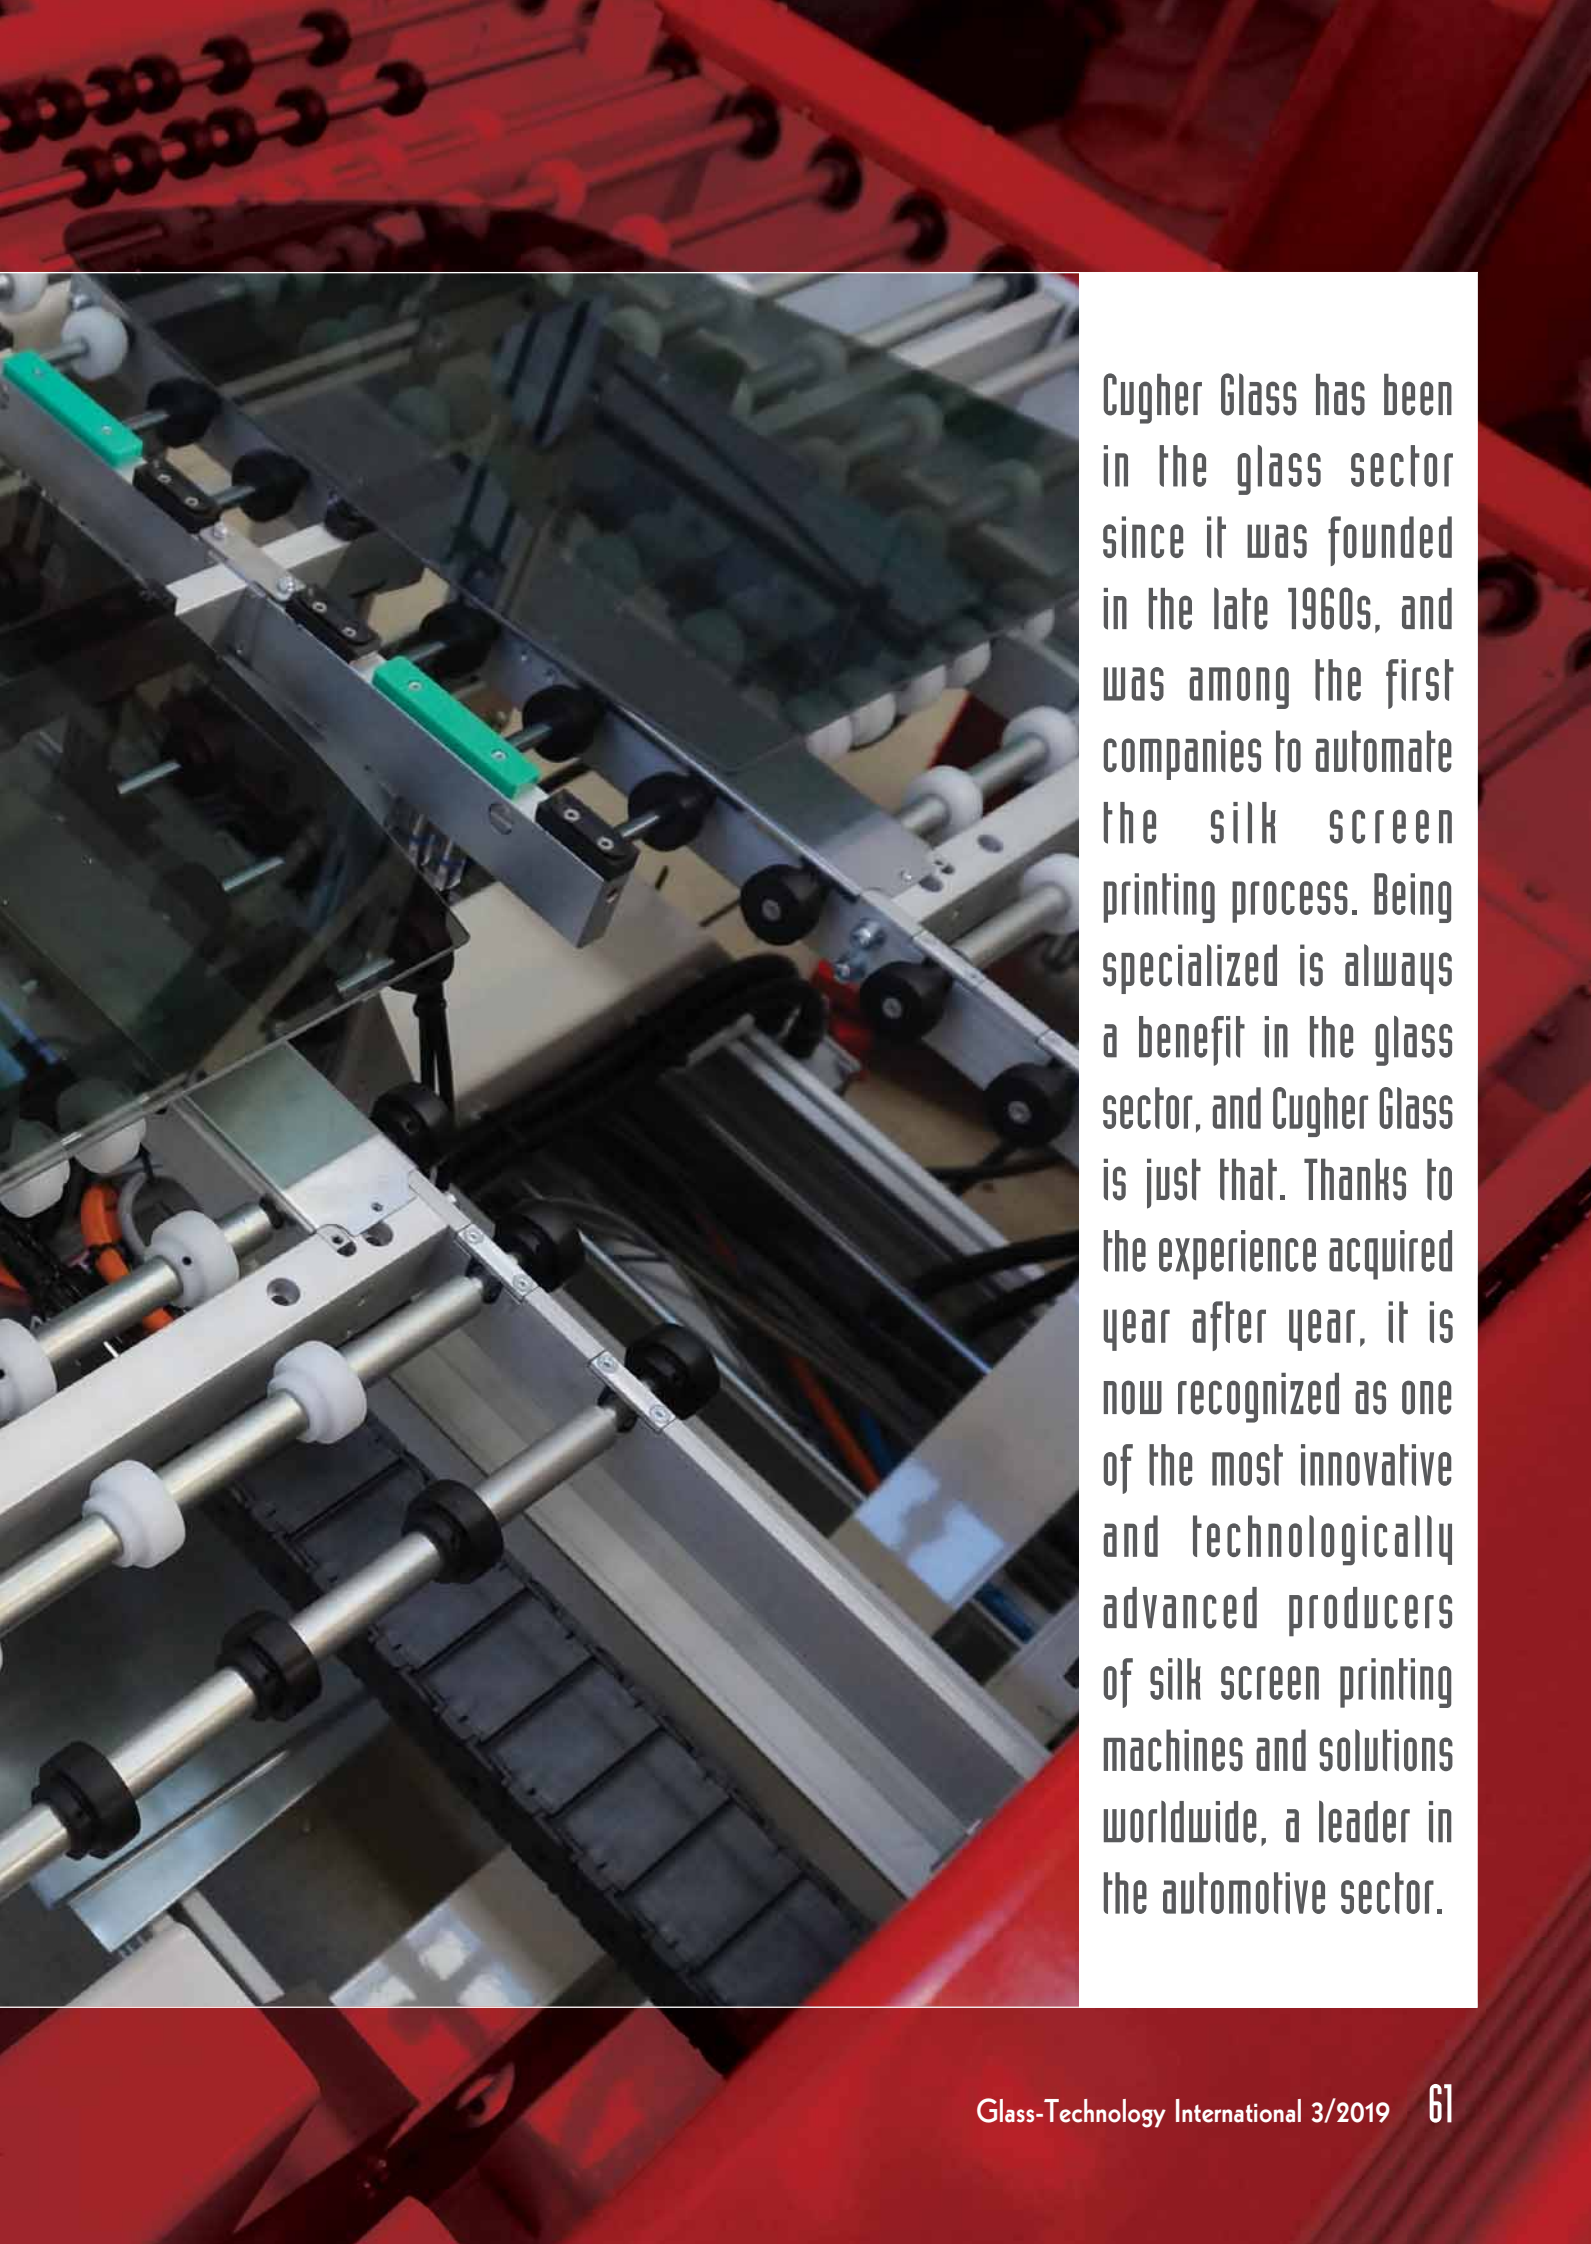 Cugher Glass has been
in the glass sector
since it was founded
in the late 1960s, and
was among the first
companies to automate
the silk screen
printing process. Being
specialized is always
a benefit in the glass
sector, and Cugher Glass
is just that. Thanks to
the experience acquired
year after year, it is
now recognized as one
of the most innovative
and technologically
advanced producers
of silk screen printing
machines and solutions
worldwide, a leader in
the automotive sector.
Glass-Technology International 3/2019 61